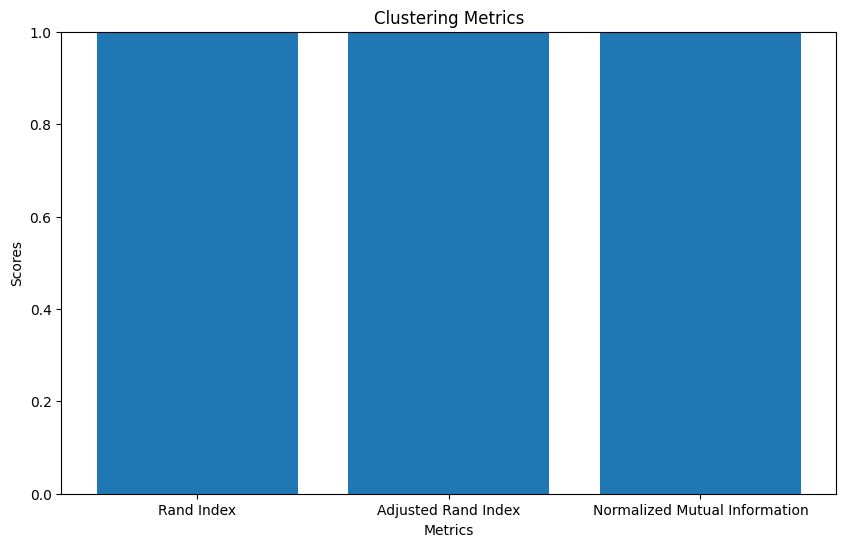 Clustering Metrics
1.0
0.8
0.6
0.4
0.2
0.0
Scores
Rand Index
Adjusted Rand Index
Normalized Mutual Information
Metrics